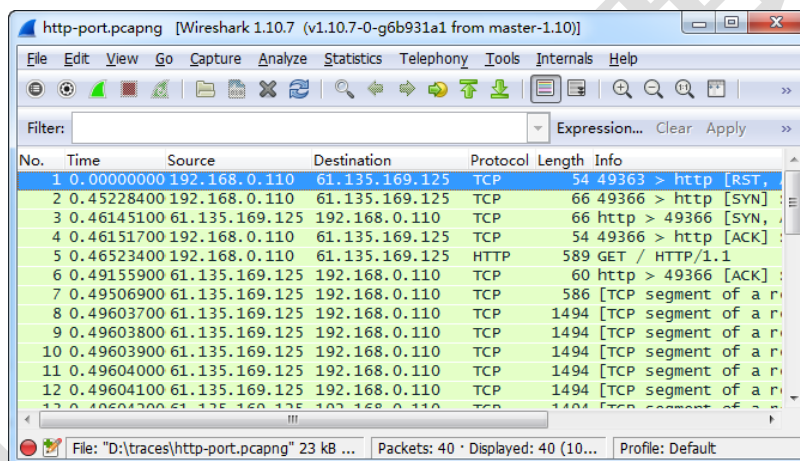 http-port.pcapng [Wireshark 1.10.7 (v1.10.7-0-g6b931a1 from master-1.10)]
File Edit View Go Capture Analyze Statistics Telephony Tools Internals Help
Filter: Expression... Clear Apply »
No. Time Source Destination Protocol Length Info
1 0.00000000 192.168.0.110 61.135.169.125 TCP 54 49363 > http [RST,
2 0.45228400 192.168.0.110 61.135.169.125 TCP 66 49366 > http [SYN]
3 0.46145100 61.135.169.125 192.168.0.110 TCP 66 http > 49366 [SYN,
4 0.46151700 192.168.0.110 61.135.169.125 TCP 54 49366 > http [ACK]
5 0.46523400 192.168.0.110 61.135.169.125 HTTP 589 GET / HTTP/1.1
6 0.49155900 61.135.169.125 192.168.0.110 TCP 60 http > 49366 [ACK]
7 0.49506900 61.135.169.125 192.168.0.110 TCP 586 [TCP segment of a r
8 0.49603700 61.135.169.125 192.168.0.110 TCP 1494 [TCP segment of a r
9 0.49603800 61.135.169.125 192.168.0.110 TCP 1494 [TCP segment of a r
10 0.49603900 61.135.169.125 192.168.0.110 TCP 1494 [TCP segment of a r
11 0.49604000 61.135.169.125 192.168.0.110 TCP 1494 [TCP segment of a r
12 0.49604100 61.135.169.125 192.168.0.110 TCP 1494 [TCP segment of a r
File: "D:\traces\http-port.pcapng" 23 kB ... Packets: 40 · Displayed: 40 (10... Profile: Default